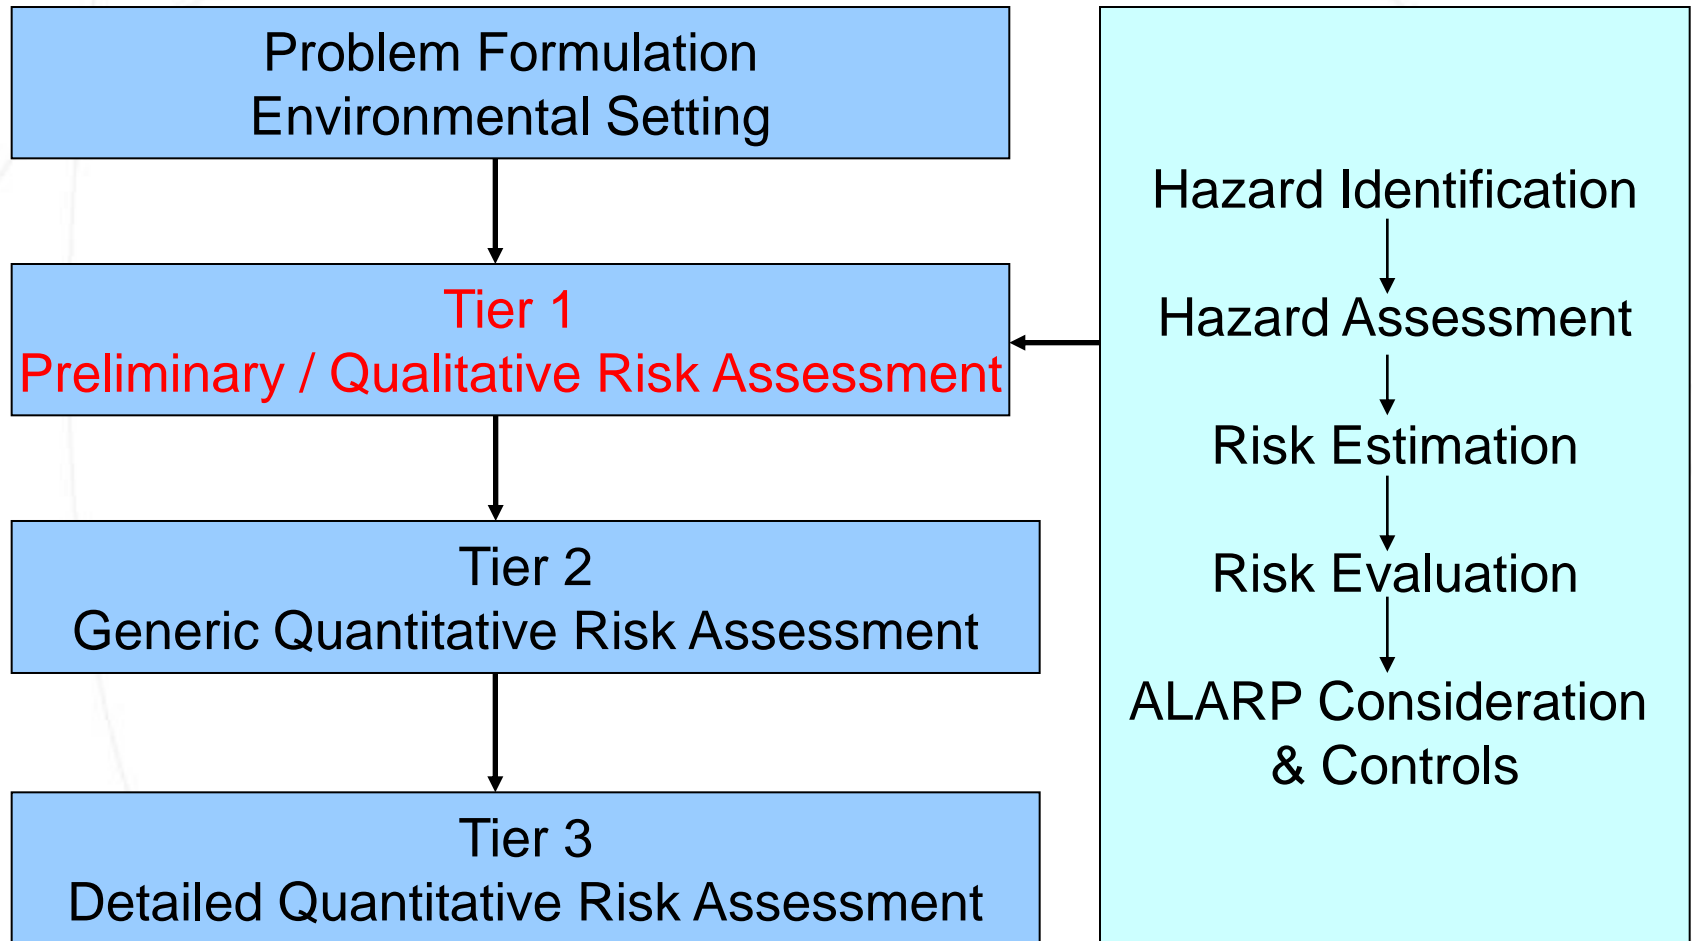 Problem Formulation
Environmental Setting
Tier 1
Preliminary / Qualitative Risk Assessment
Tier 2
Generic Quantitative Risk Assessment
Tier 3
Detailed Quantitative Risk Assessment
Hazard Identification
Hazard Assessment
Risk Estimation
Risk Evaluation
ALARP Consideration
& Controls